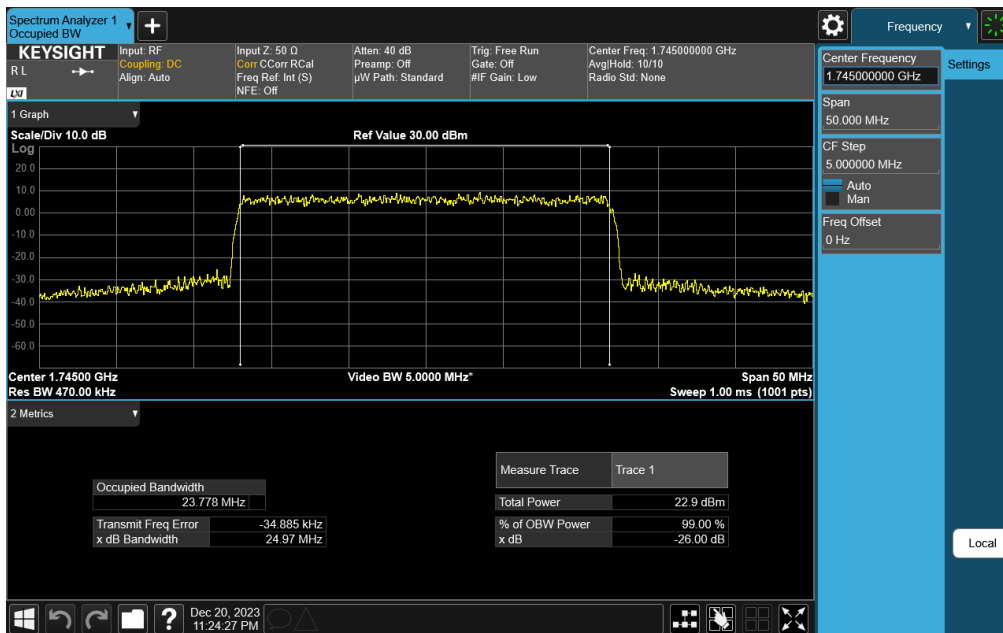 Spectrum Analyzer 1
Occupied BW
Frequency
KEYSIGHT
R L
LXI
Input: RF
Coupling: DC
Align: Auto
Input Z: 50 Ω
Corr CCorr RCal
Freq Ref: Int (S)
NFE: Off
Atten: 40 dB
Preamp: Off
µW Path: Standard
Trig: Free Run
Gate: Off
#IF Gain: Low
Center Freq: 1.745000000 GHz
Avg|Hold: 10/10
Radio Std: None
Center Frequency
1.745000000 GHz
Settings
Span
50.000 MHz
CF Step
5.000000 MHz
Auto
Man
Freq Offset
0 Hz
Local
1 Graph
Scale/Div 10.0 dB
Ref Value 30.00 dBm
Log
20.0
10.0
0.00
-10.0
-20.0
-30.0
-40.0
-50.0
-60.0
Center 1.74500 GHz
Video BW 5.0000 MHz*
Span 50 MHz
Res BW 470.00 kHz
Sweep 1.00 ms (1001 pts)
2 Metrics
Measure Trace
Trace 1
Occupied Bandwidth
23.778 MHz
Total Power
22.9 dBm
Transmit Freq Error
-34.885 kHz
% of OBW Power
99.00 %
x dB Bandwidth
24.97 MHz
x dB
-26.00 dB
?
Dec 20, 2023
11:24:27 PM